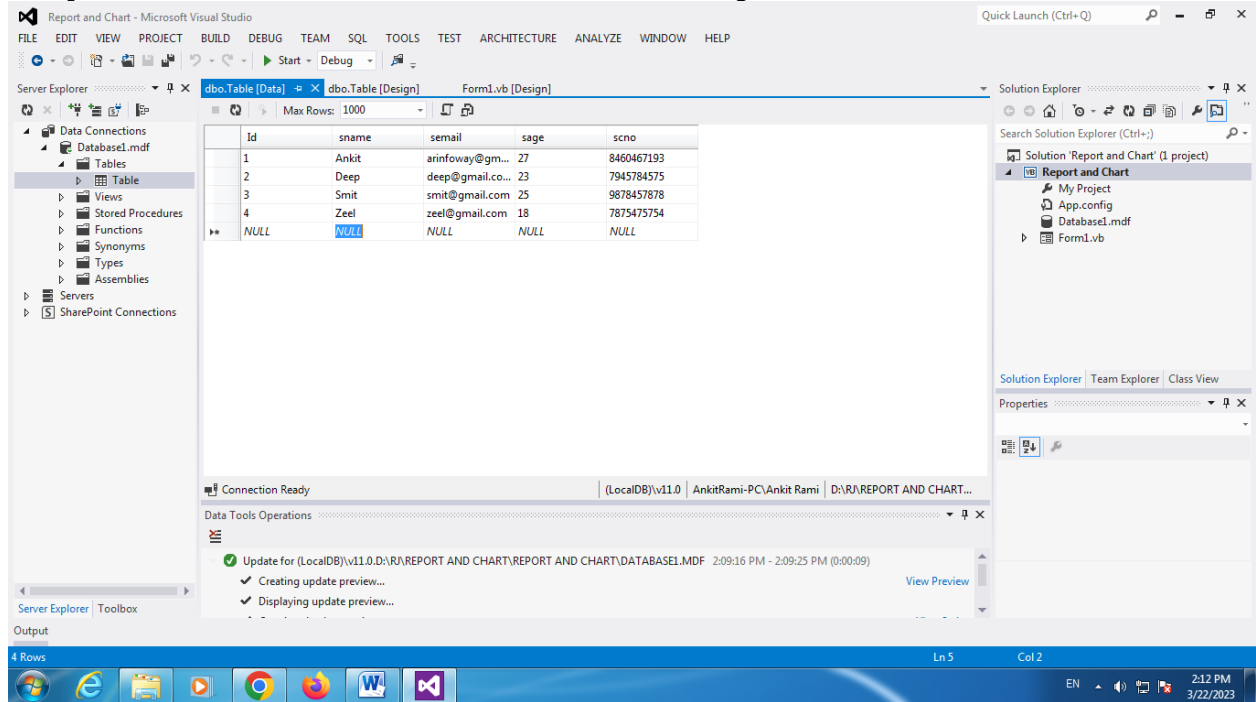 Report and Chart - Microsoft Visual Studio
Quick Launch (Ctrl+Q)
FILE EDIT VIEW PROJECT BUILD DEBUG TEAM SQL TOOLS TEST ARCHITECTURE ANALYZE WINDOW HELP
Start Debug
Server Explorer
Data Connections
Database1.mdf
Tables
Table
Views
Stored Procedures
Functions
Synonyms
Types
Assemblies
Servers
SharePoint Connections
Server Explorer Toolbox
dbo.Table [Data] dbo.Table [Design] Form1.vb [Design]
Max Rows: 1000
Id sname semail sage scno
1 Ankit arinfoway@gm... 27 8460467193
2 Deep deep@gmail.co... 23 7945784575
3 Smit smit@gmail.com 25 9878457878
4 Zeel zeel@gmail.com 18 7875475754
NULL NULL NULL NULL NULL
Connection Ready (LocalDB)\v11.0 AnkitRami-PC\Ankit Rami D:\RJ\REPORT AND CHART...
Data Tools Operations
Update for (LocalDB)\v11.0.D:\RJ\REPORT AND CHART\REPORT AND CHART\DATABASE1.MDF 2:09:16 PM - 2:09:25 PM (0:00:09)
Creating update preview... View Preview
Displaying update preview...
Solution Explorer
Search Solution Explorer (Ctrl+;)
Solution 'Report and Chart' (1 project)
VB Report and Chart
My Project
App.config
Database1.mdf
Form1.vb
Solution Explorer Team Explorer Class View
Properties
Output
4 Rows Ln 5 Col 2
EN 2:12 PM
3/22/2023